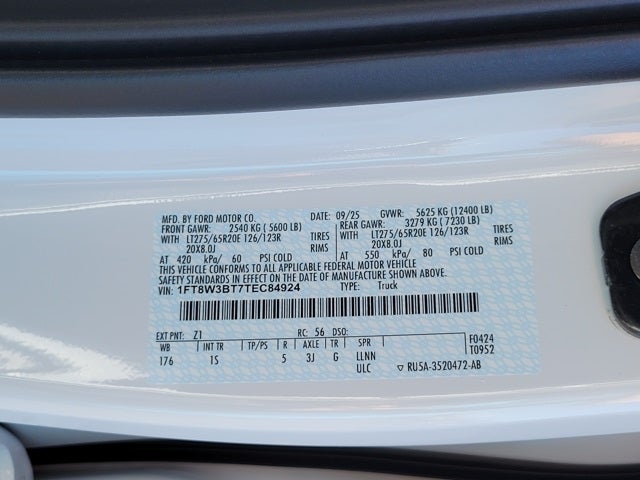 MFD. BY FORD MOTOR CO. DATE: 09/25 GVWR: 5625 KG (12400 LB)
FRONT GAWR: 2540 KG ( 5600 LB) REAR GAWR: 3279 KG ( 7230 LB)
WITH LT275/65R20E 126/123R TIRES WITH LT275/65R20E 126/123R TIRES
20X8.0J RIMS 20X8.0J RIMS
AT 420 kPa/ 60 PSI COLD AT 550 kPa/ 80 PSI COLD
THIS VEHICLE CONFORMS TO ALL APPLICABLE FEDERAL MOTOR VEHICLE
SAFETY STANDARDS IN EFFECT ON THE DATE OF MANUFACTURE SHOWN ABOVE.
VIN: 1FT8W3BT7TEC84924 TYPE: Truck
EXT PNT: Z1 RC: 56 DSO: F0424
WB INT TR TP/PS R AXLE TR SPR T0952
176 1S 5 3J G LLNN
ULC RU5A-3520472-AB